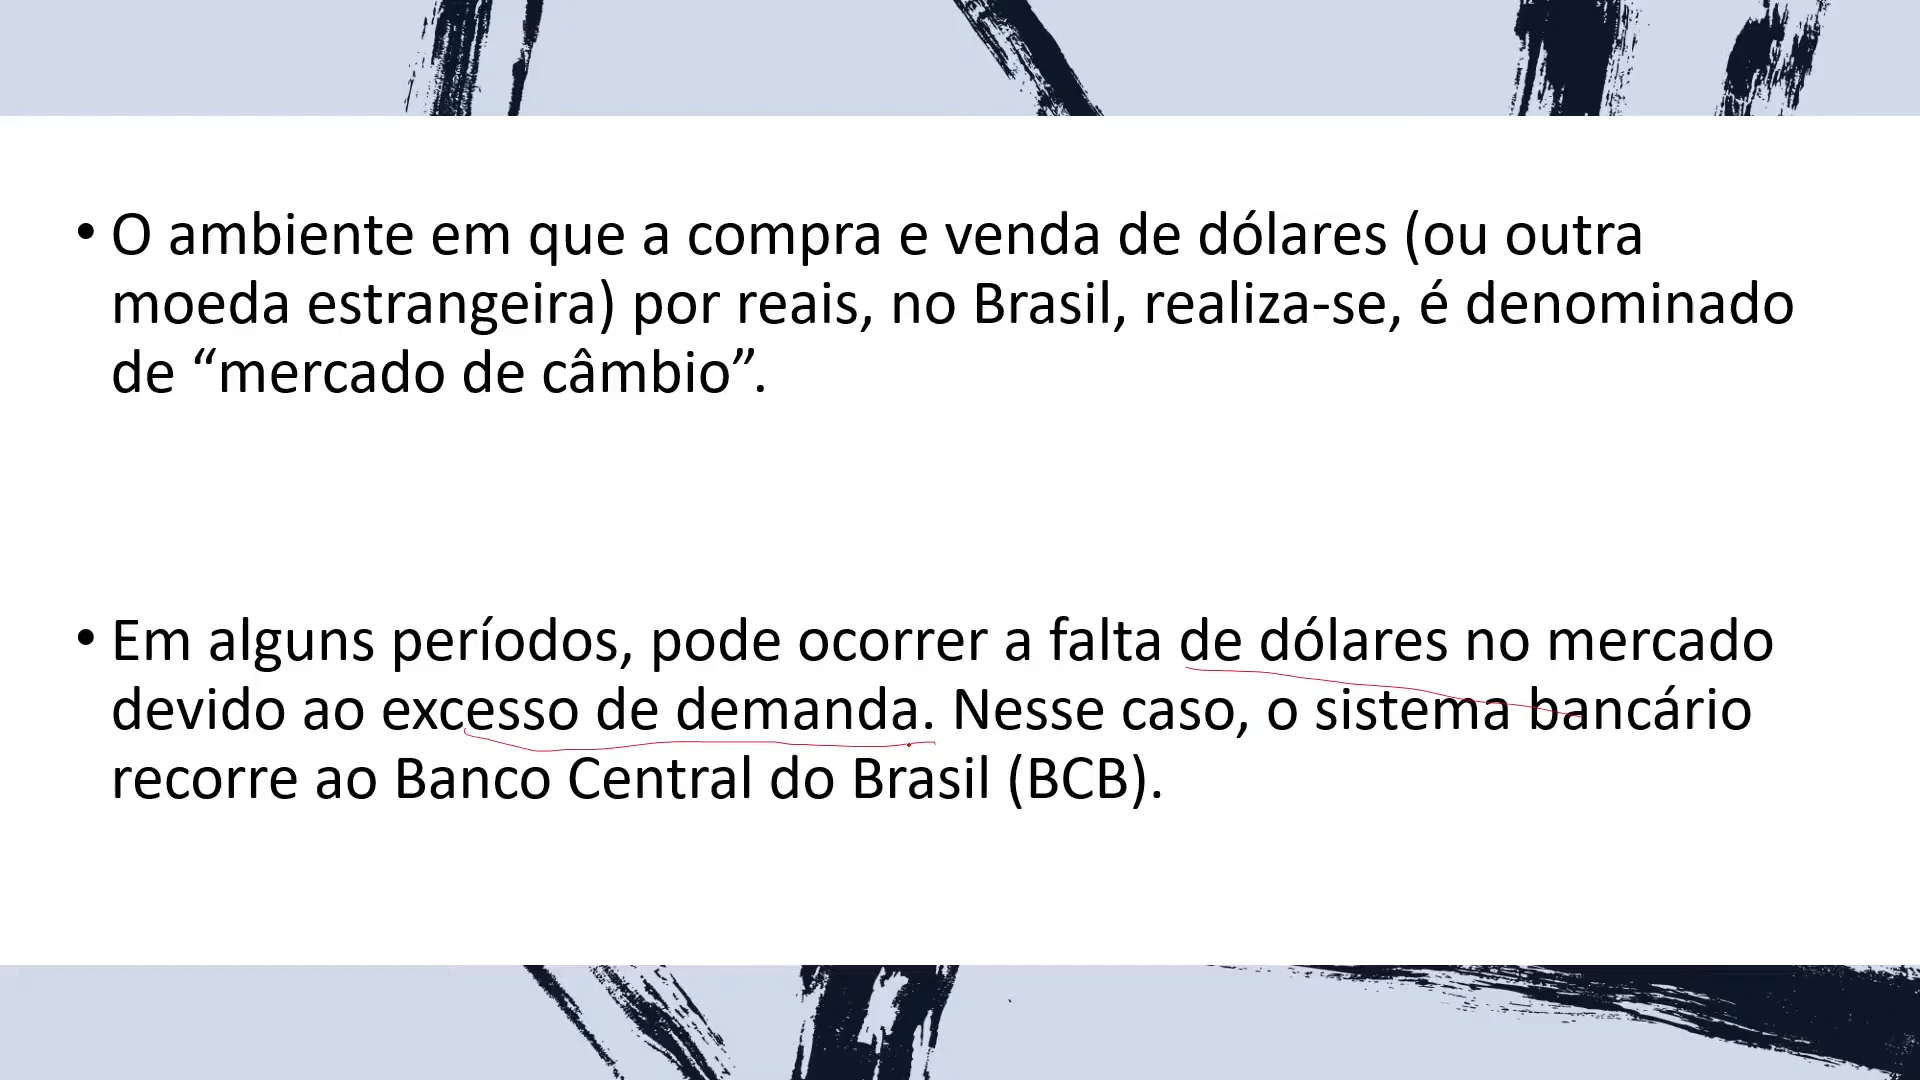 • O ambiente em que a compra e venda de dólares (ou outra
moeda estrangeira) por reais, no Brasil, realiza-se, é denominado
de “mercado de câmbio”.
• Em alguns períodos, pode ocorrer a falta de dólares no mercado
devido ao excesso de demanda. Nesse caso, o sistema bancário
recorre ao Banco Central do Brasil (BCB).